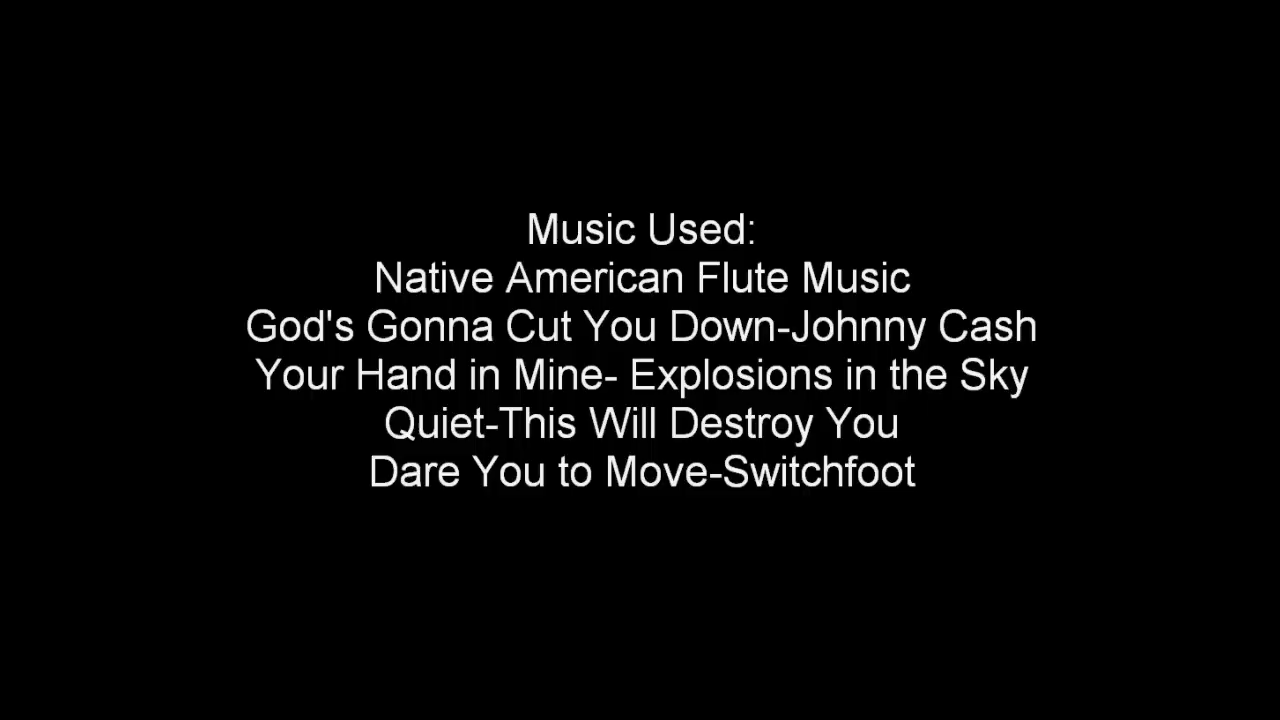 Music Used:
Native American Flute Music
God's Gonna Cut You Down-Johnny Cash
Your Hand in Mine- Explosions in the Sky
Quiet-This Will Destroy You
Dare You to Move-Switchfoot